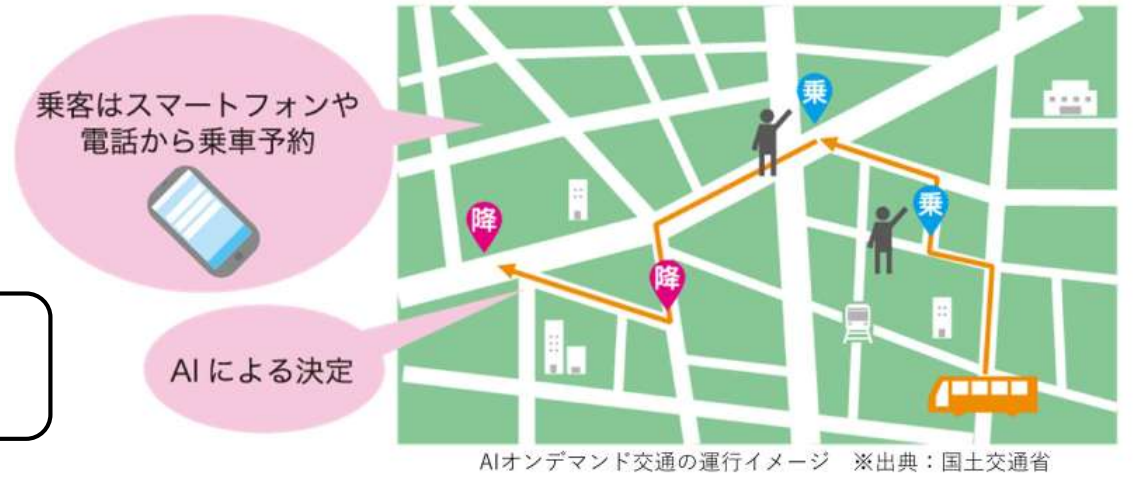 乗客はスマートフォンや
電話から乗車予約
乗
乗
降
降
AIによる決定
AIオンデマンド交通の運行イメージ　※出典：国土交通省